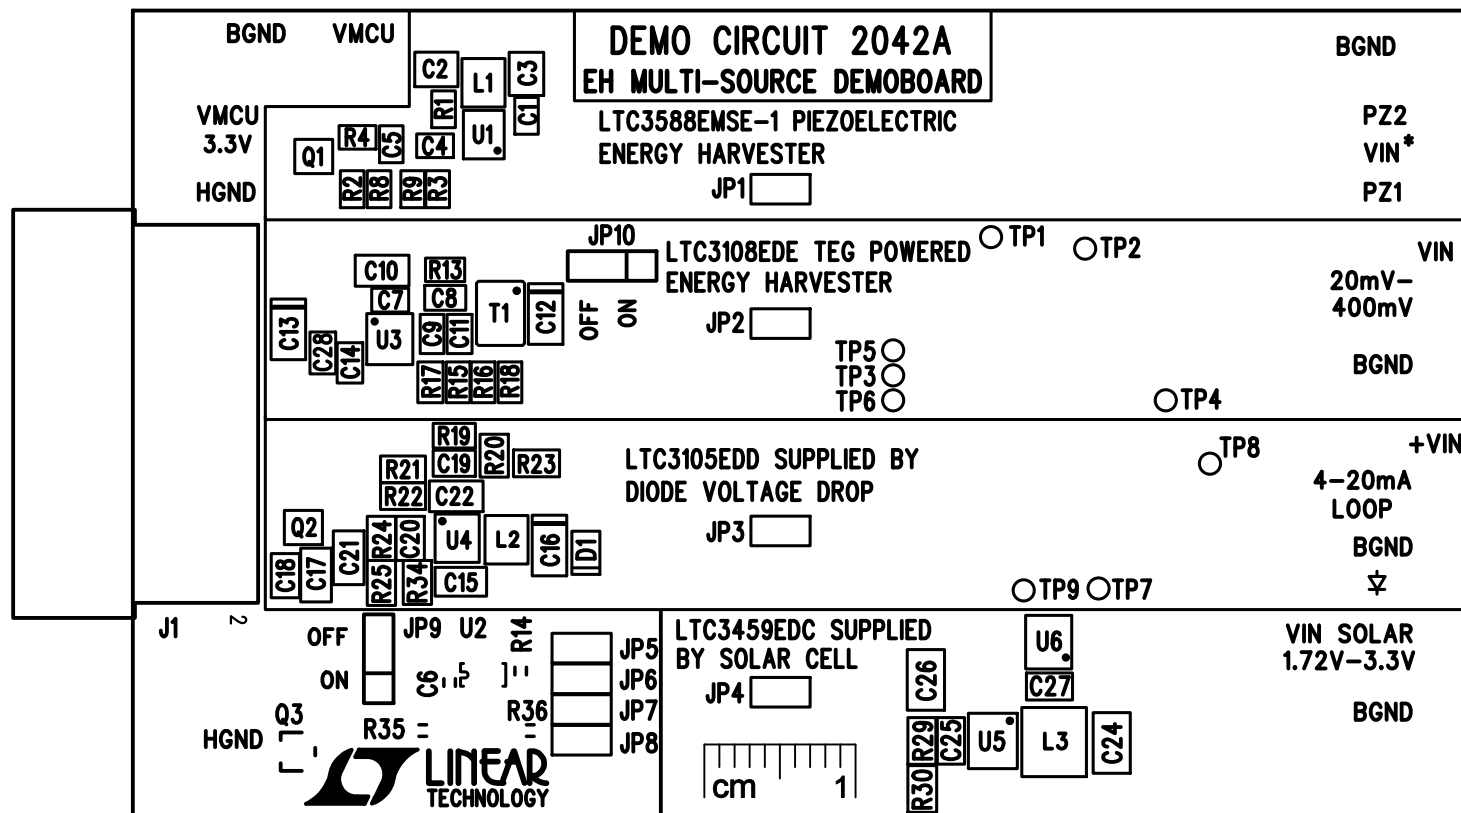 BGND VMCU
DEMO CIRCUIT 2042A
EH MULTI-SOURCE DEMOBOARD
BGND
C2 L1 C3
R1 C1
VMCU
3.3V
HGND
R4 C5 C4 U1
Q1
R2 R8 R9 R3
LTC3588EMSE-1 PIEZOELECTRIC
ENERGY HARVESTER
JP1
PZ2
VIN*
PZ1
JP10
OFF ON
LTC3108EDE TEG POWERED
ENERGY HARVESTER
JP2
TP1 TP2
VIN
20mV-
400mV
BGND
C10 R13
C7 C8 T1 C12
C13 U3 C9 C11
C28 C14
R17 R15 R16 R18
TP5
TP3
TP6
TP4
R19
C19 R20 R23
R21
R22 C22
LTC3105EDD SUPPLIED BY
DIODE VOLTAGE DROP
JP3
TP8
+VIN
4-20mA
LOOP
BGND
Q2 R24 C20 U4 L2 C16 D1
C18 C17 C21 R25 R34 C15
TP9 TP7
J1 2
OFF JP9 U2 R14
ON C6
JP5
JP6
R36 JP7
JP8
Q3 R35
HGND
LINEAR
TECHNOLOGY
LTC3459EDC SUPPLIED
BY SOLAR CELL
JP4
U6
C26 C27
R29 C25 U5 L3 C24
R30
cm 1
VIN SOLAR
1.72V-3.3V
BGND